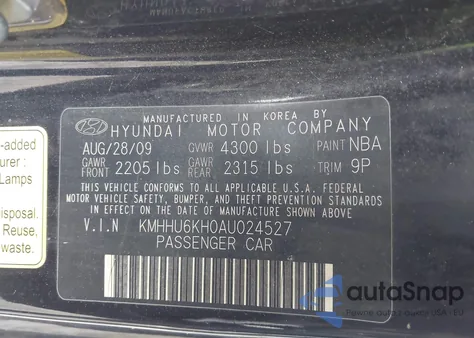 MANUFACTURED IN KOREA BY
HYUNDAI MOTOR COMPANY
AUG/28/09 GVWR 4300 lbs PAINT NBA
GAWR FRONT 2205 lbs GAWR REAR 2315 lbs TRIM 9P
THIS VEHICLE CONFORMS TO ALL APPLICABLE U.S.A. FEDERAL
MOTOR VEHICLE SAFETY, BUMPER, AND THEFT PREVENTION
STANDARDS IN EFFECT ON THE DATE OF MANUFACTURE
SHOWN ABOVE.
V.I.N KMHHU6KH0AU024527
PASSENGER CAR
-added
urer :
Lamps
isposal.
Reuse,
waste.
autoSnap